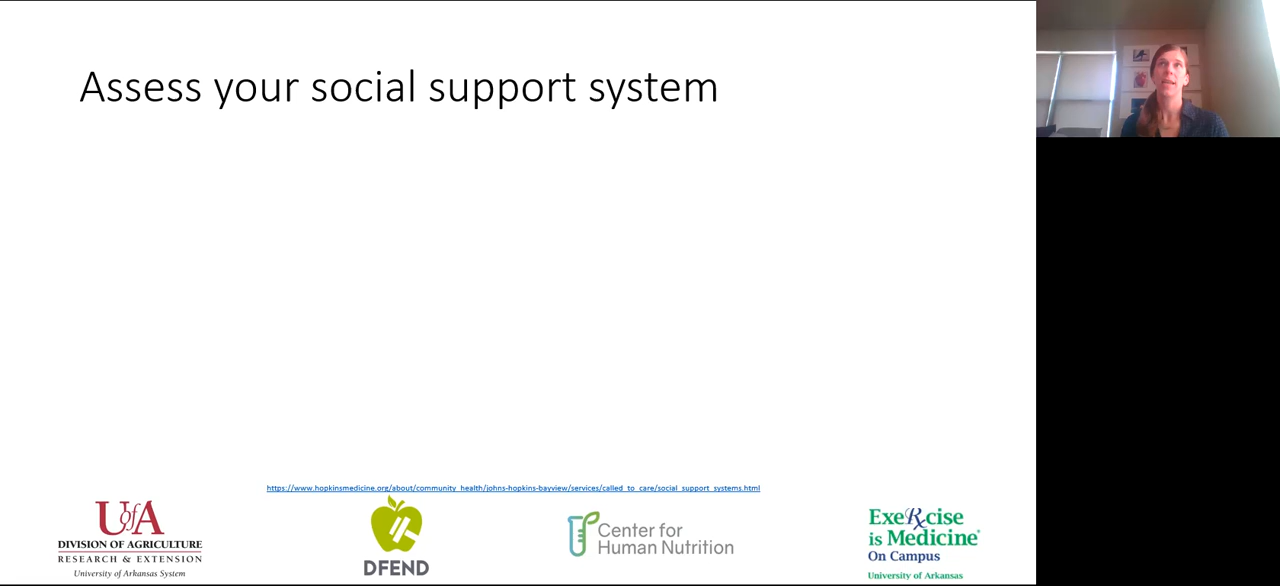 Assess your social support system
https://www.hopkinsmedicine.org/about/community_health/johns-hopkins-bayview/services/called_to_care/social_support_systems.html
UofA
DIVISION OF AGRICULTURE
RESEARCH & EXTENSION
University of Arkansas System
DFEND
Center for
Human Nutrition
ExeRxcise
is Medicine®
On Campus
University of Arkansas